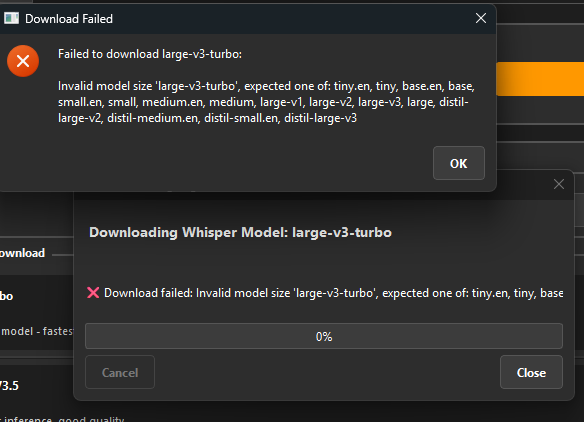 Download Failed
Failed to download large-v3-turbo:
Invalid model size 'large-v3-turbo', expected one of: tiny.en, tiny, base.en, base,
small.en, small, medium.en, medium, large-v1, large-v2, large-v3, large, distil-
large-v2, distil-medium.en, distil-small.en, distil-large-v3
OK
Downloading Whisper Model: large-v3-turbo
ownload
❌ Download failed: Invalid model size 'large-v3-turbo', expected one of: tiny.en, tiny, base
bo
model - fastes
0%
Cancel
Close
3.5
inference, good quality